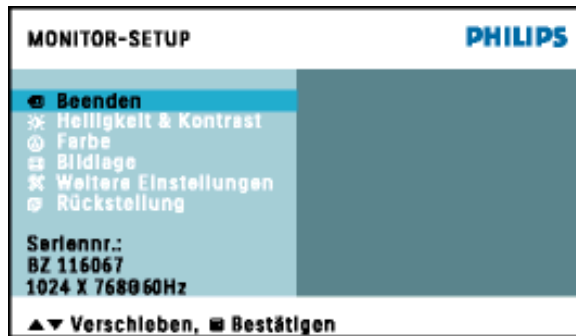 MONITOR-SETUP PHILIPS
Beenden
Helligkeit & Kontrast
Farbe
Bildlage
Weitere Einstellungen
Rückstellung
Seriennr.:
BZ 116067
1024 X 768@60Hz
▲▼ Verschieben, Bestätigen